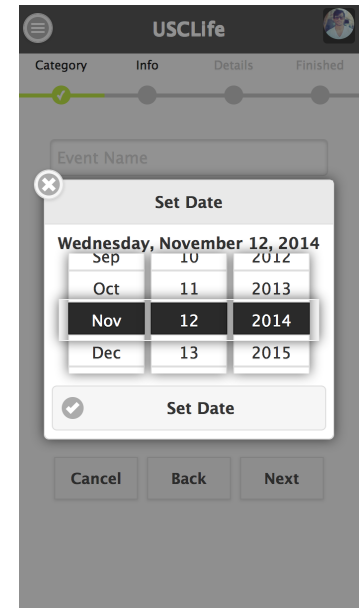 USCLife
Category Info Details Finished
Event Name
Set Date
Wednesday, November 12, 2014
Sep 10 2012
Oct 11 2013
Nov 12 2014
Dec 13 2015
Set Date
Cancel Back Next